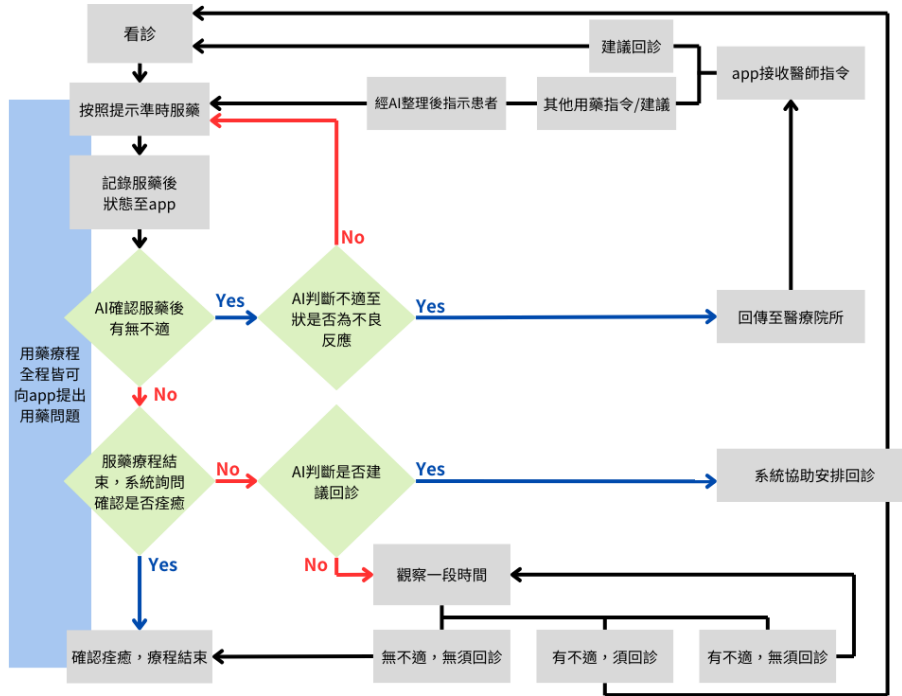 看診
建議回診
app接收醫師指令
按照提示準時服藥
經AI整理後指示患者
其他用藥指令/建議
記錄服藥後
狀態至app
No
AI確認服藥後
有無不適
Yes
AI判斷不適至
狀是否為不良
反應
Yes
回傳至醫療院所
用藥療程
全程皆可
向app提出
用藥問題
No
服藥療程結
束，系統詢問
確認是否痊癒
No
AI判斷是否建
議回診
Yes
系統協助安排回診
Yes
No
觀察一段時間
確認痊癒，療程結束
無不適，無須回診
有不適，須回診
有不適，無須回診